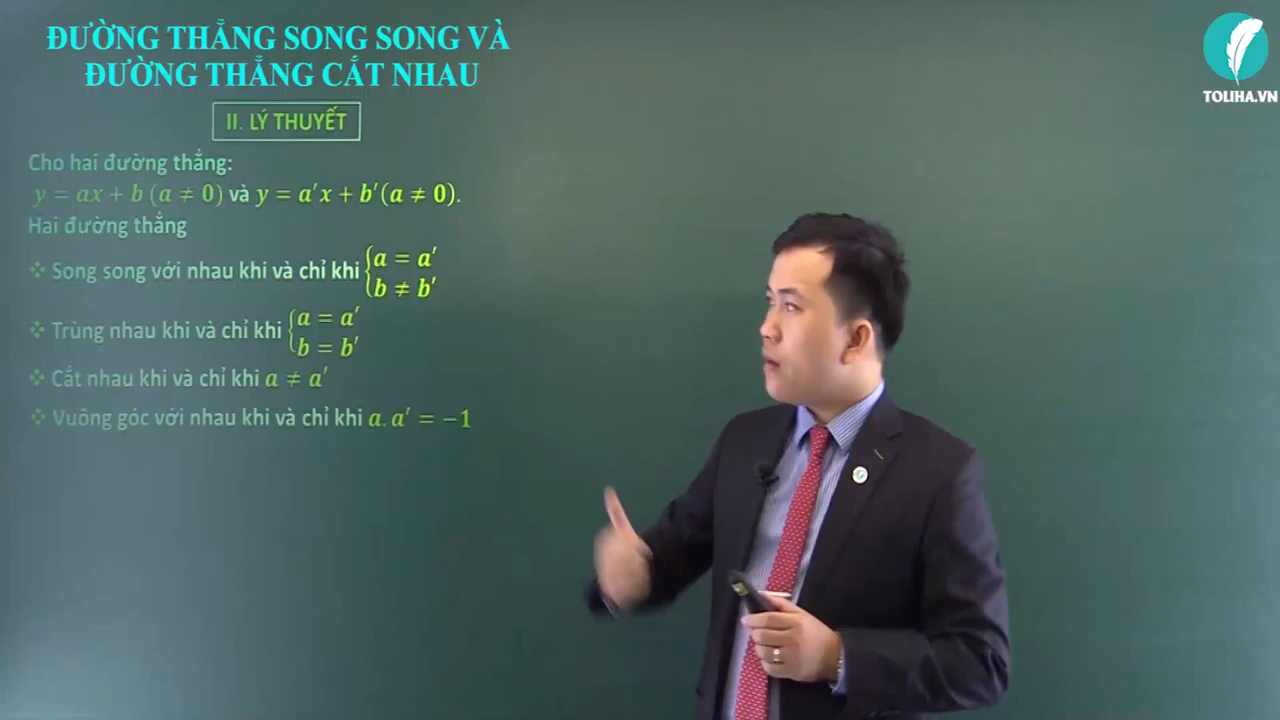 ĐƯỜNG THẲNG SONG SONG VÀ
ĐƯỜNG THẲNG CẮT NHAU
TOLIHA.VN
II. LÝ THUYẾT
Cho hai đường thẳng:
y = ax + b (a ≠ 0) và y = a'x + b'(a ≠ 0).
Hai đường thẳng
❖ Song song với nhau khi và chỉ khi {a = a'
b ≠ b'
❖ Trùng nhau khi và chỉ khi {a = a'
b = b'
❖ Cắt nhau khi và chỉ khi a ≠ a'
❖ Vuông góc với nhau khi và chỉ khi a. a' = −1